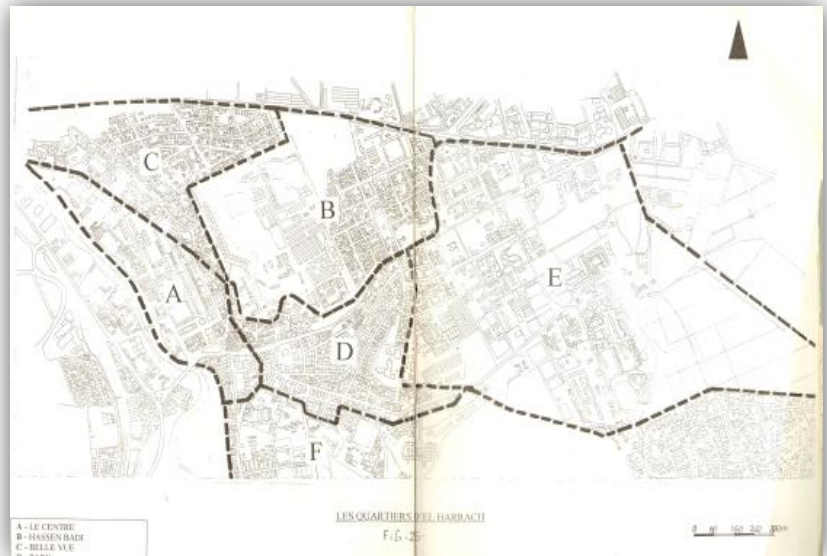 C
B
A
E
D
F
LES QUARTIERS D'EL HARRACH
A - LE CENTRE
B - HASSEN BADI
C - BELLE VUE